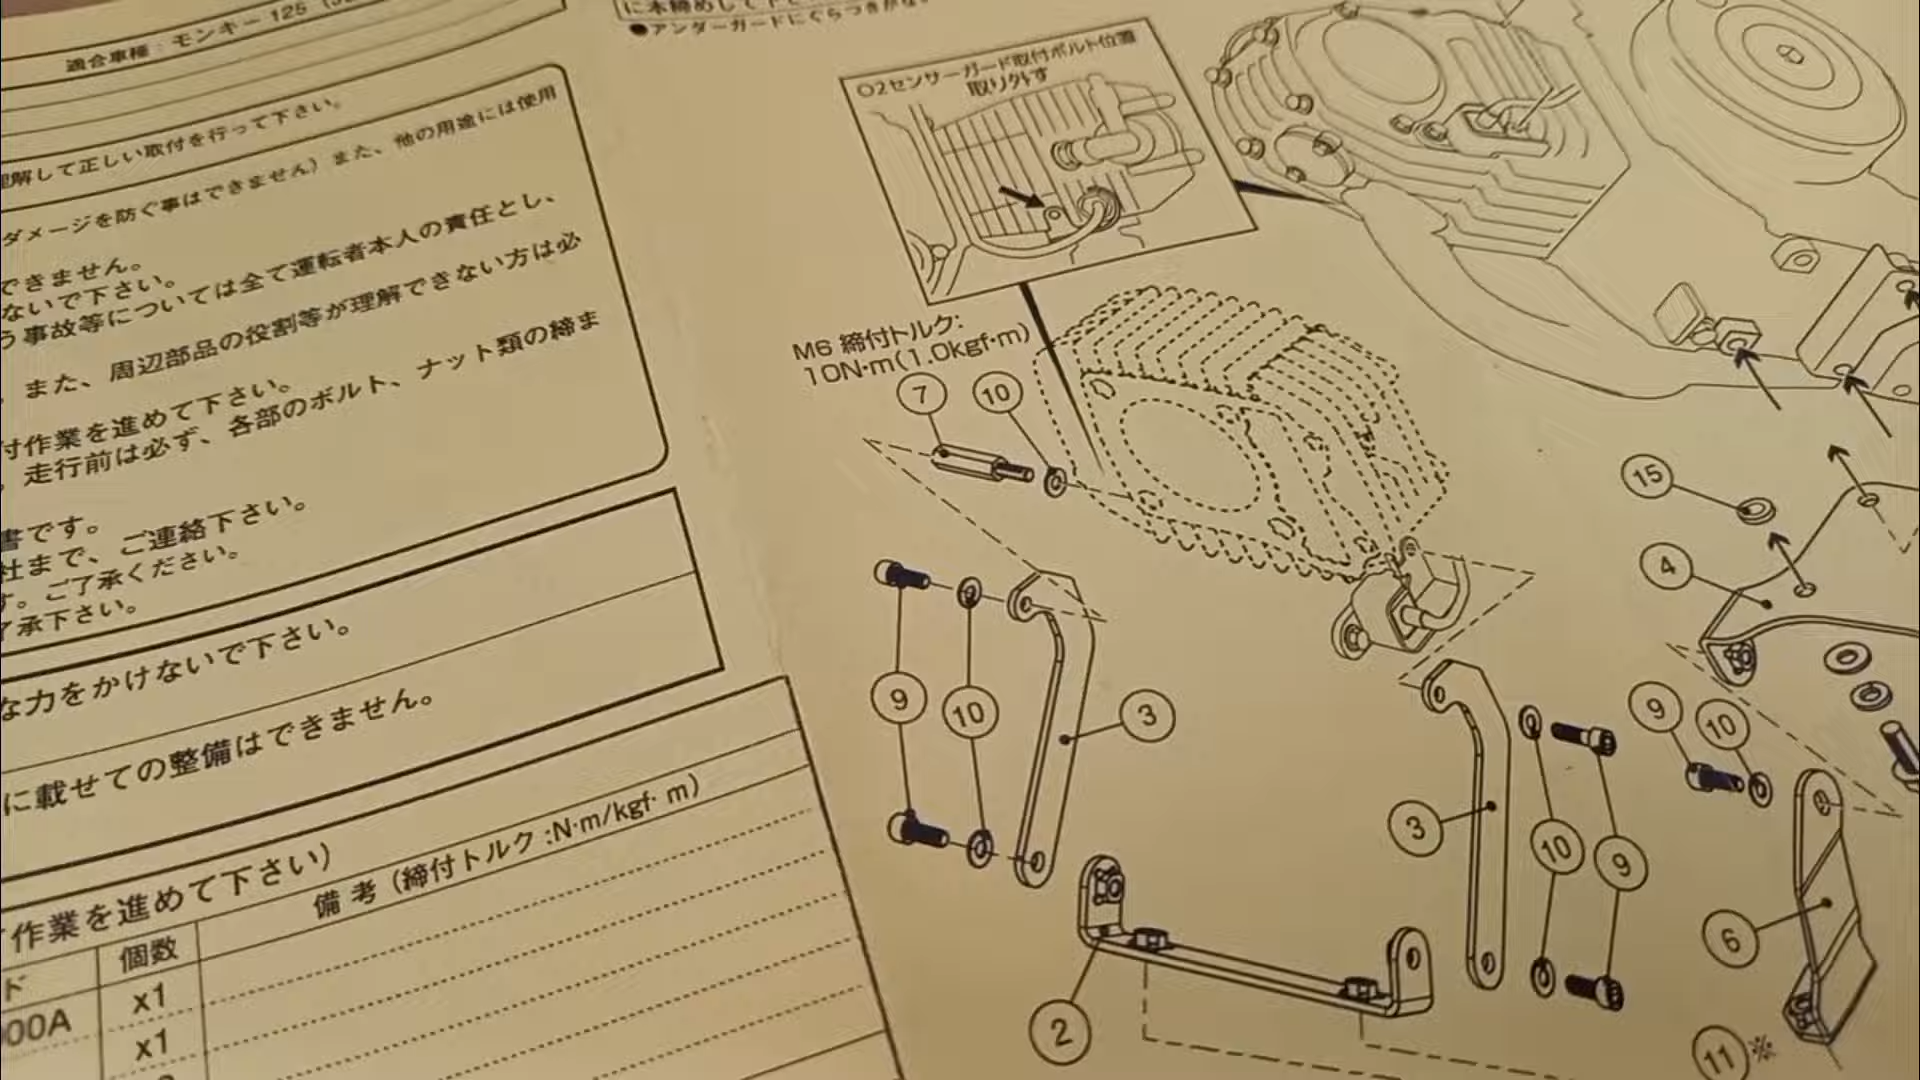 適合車種：モンキー125
理解して正しい取付を行って下さい。
ダメージを防ぐ事はできません）また、他の用途には使用
できません。
ないで下さい。
う事故等については全て運転者本人の責任とし、
また、周辺部品の役割等が理解できない方は必
付作業を進めて下さい。
走行前は必ず、各部のボルト、ナット類の締ま
書です。
社まで、ご連絡下さい。
す。ご了承ください。
了承下さい。
な力をかけないで下さい。
に載せての整備はできません。
作業を進めて下さい）
ド 個数 備考（締付トルク:N·m/kgf·m）
00A x1
x1
に本締めして下さ
●アンダーガードにぐらつきがな
O2センサーガード取付ボルト位置
取り外す
M6 締付トルク:
10N·m(1.0kgf·m)
7 10
15
4
9 10 3
9 10
3 10 9
6
2
11※